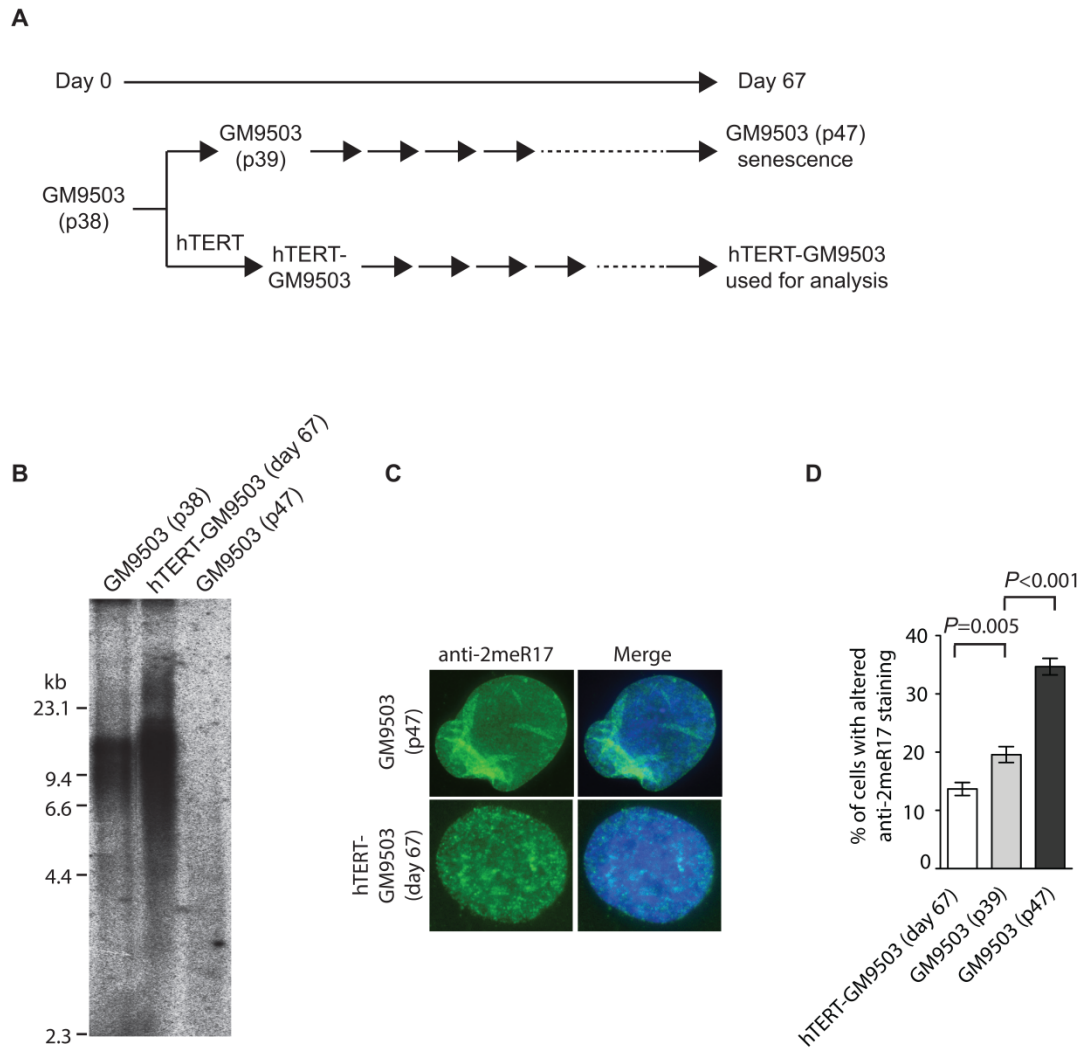 A
Day 0
Day 67
GM9503
(p39)
GM9503 (p47)
senescence
GM9503
(p38)
hTERT
hTERT-
GM9503
hTERT-GM9503
used for analysis
B
GM9503 (p38)
hTERT-GM9503 (day 67)
GM9503 (p47)
kb
23.1
9.4
6.6
4.4
2.3
C
anti-2meR17
Merge
GM9503
(p47)
hTERT-
GM9503
(day 67)
D
P<0.001
P=0.005
% of cells with altered
anti-2meR17 staining
40
30
20
10
0
hTERT-GM9503 (day 67)
GM9503 (p39)
GM9503 (p47)